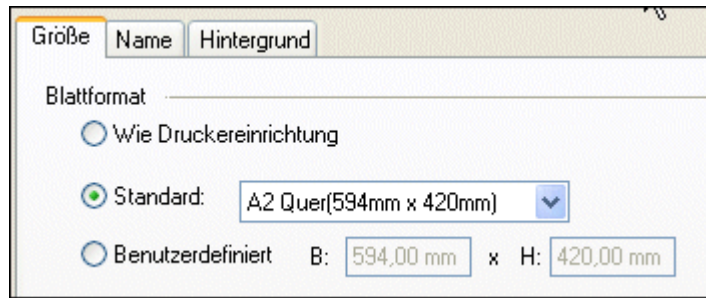 Größe Name Hintergrund
Blattformat
Wie Druckereinrichtung
Standard: A2 Quer(594mm x 420mm)
Benutzerdefiniert B: 594,00 mm x H: 420,00 mm